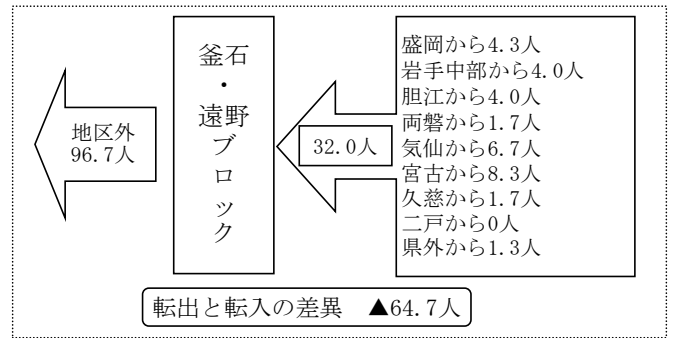 地区外
96.7人
釜石・遠野ブロック
32.0人
盛岡から4.3人
岩手中部から4.0人
胆江から4.0人
両磐から1.7人
気仙から6.7人
宮古から8.3人
久慈から1.7人
二戸から0人
県外から1.3人
転出と転入の差異　▲64.7人